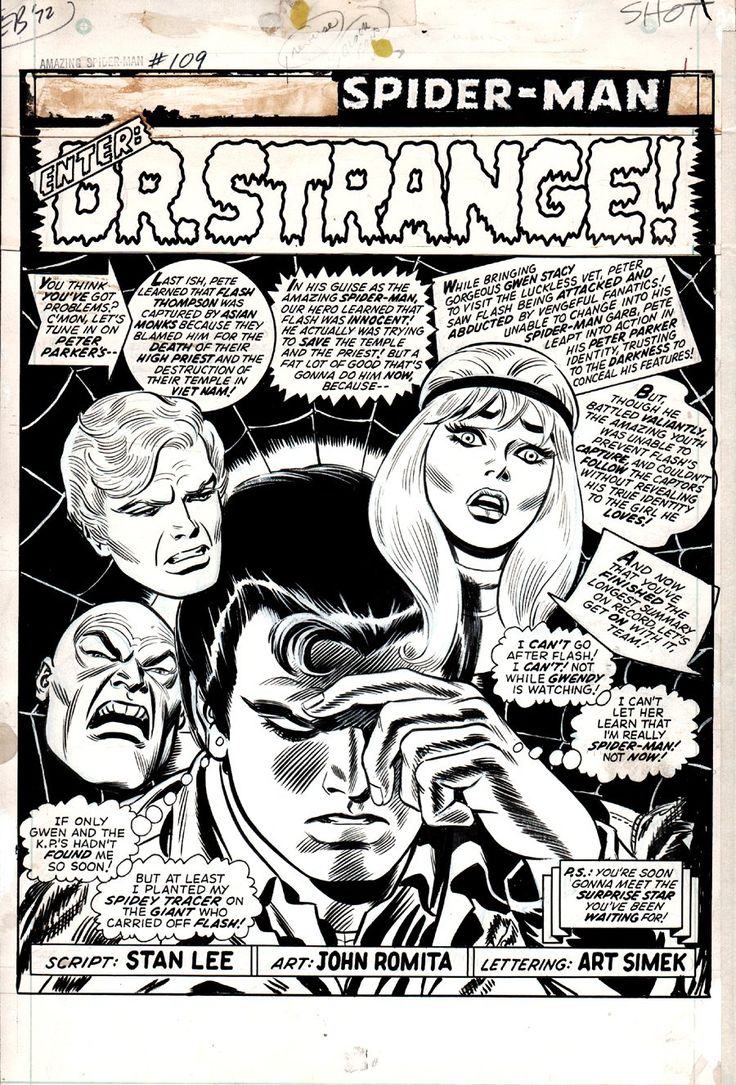 EB'72
SHOT
(reverse)
AMAZING SPIDER-MAN #109
SPIDER-MAN
ENTER:
DR. STRANGE!
YOU THINK
YOU'VE GOT
PROBLEMS?
C'MON, LET'S
TUNE IN ON
PETER
PARKERS--
LAST ISH, PETE
LEARNED THAT FLASH
THOMPSON WAS
CAPTURED BY ASIAN
MONKS BECAUSE THEY
BLAMED HIM FOR THE
DEATH OF THEIR
HIGH PRIEST AND THE
DESTRUCTION OF
THEIR TEMPLE IN
VIET NAM!
IN HIS GUISE AS THE
AMAZING SPIDER-MAN,
OUR HERO LEARNED THAT
FLASH WAS INNOCENT!
HE ACTUALLY WAS TRYING
TO SAVE THE TEMPLE
AND THE PRIEST! BUT A
FAT LOT OF GOOD THAT'S
GONNA DO HIM NOW,
BECAUSE--
WHILE BRINGING
GORGEOUS GWEN STACY
TO VISIT THE LUCKLESS VET, PETER
SAW FLASH BEING ATTACKED AND
ABDUCTED BY VENGEFUL FANATICS!
UNABLE TO CHANGE INTO HIS
SPIDER-MAN GARB, PETE
LEAPT INTO ACTION IN
HIS PETER PARKER
IDENTITY, TRUSTING
TO THE DARKNESS TO
CONCEAL HIS FEATURES!
BUT,
THOUGH HE
BATTLED VALIANTLY,
THE AMAZING YOUTH
WAS UNABLE TO
PREVENT FLASH'S
CAPTURE AND COULDN'T
FOLLOW THE CAPTORS
WITHOUT REVEALING
HIS TRUE IDENTITY
TO THE GIRL HE
LOVES!
AND NOW
THAT YOU'VE
FINISHED THE
LONGEST SUMMARY
ON RECORD, LET'S
GET ON WITH IT,
TEAM!
I CAN'T GO
AFTER FLASH!
I CAN'T! NOT
WHILE GWENDY
IS WATCHING!
I CAN'T
LET HER
LEARN THAT
I'M REALLY
SPIDER-MAN!
NOT NOW!
IF ONLY
GWEN AND THE
K.P.'S HADN'T
FOUND ME
SO SOON!
BUT AT LEAST
I PLANTED MY
SPIDEY TRACER ON
THE GIANT WHO
CARRIED OFF FLASH!
P.S.: YOU'RE SOON
GONNA MEET THE
SURPRISE STAR
YOU'VE BEEN
WAITING FOR!
SCRIPT: STAN LEE
ART: JOHN ROMITA
LETTERING: ART SIMEK